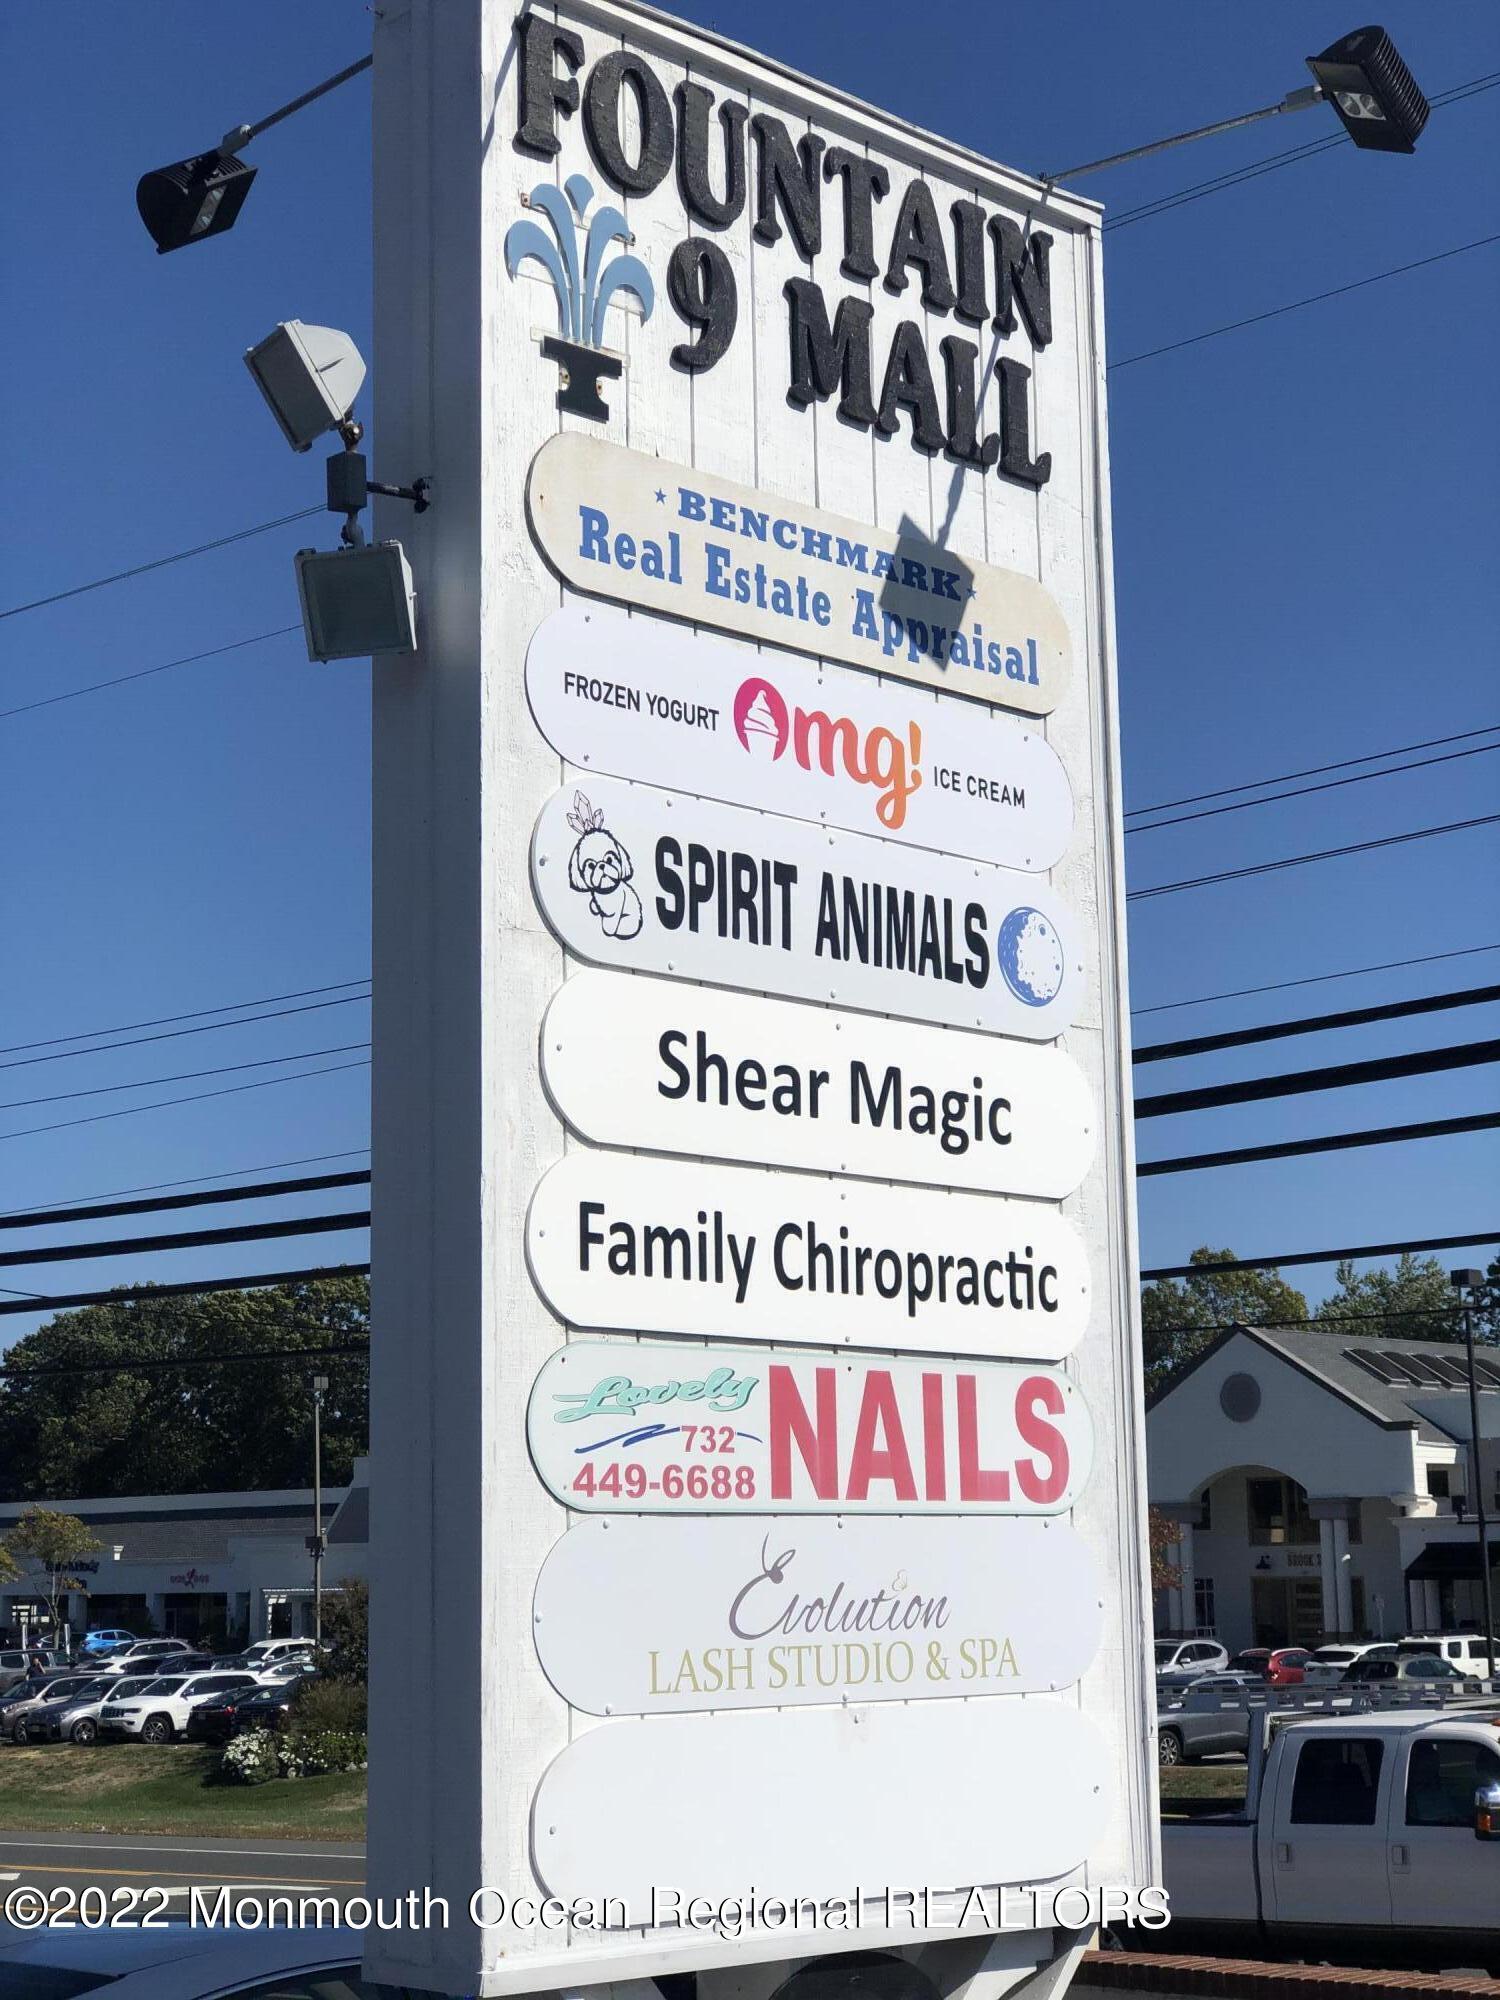 FOUNTAIN
9 MALL
BENCHMARK
Real Estate Appraisal
FROZEN YOGURT Omg! ICE CREAM
SPIRIT ANIMALS
Shear Magic
Family Chiropractic
Lovely NAILS
732
449-6688
Evolution
LASH STUDIO & SPA
©2022 Monmouth Ocean Regional REALTORS